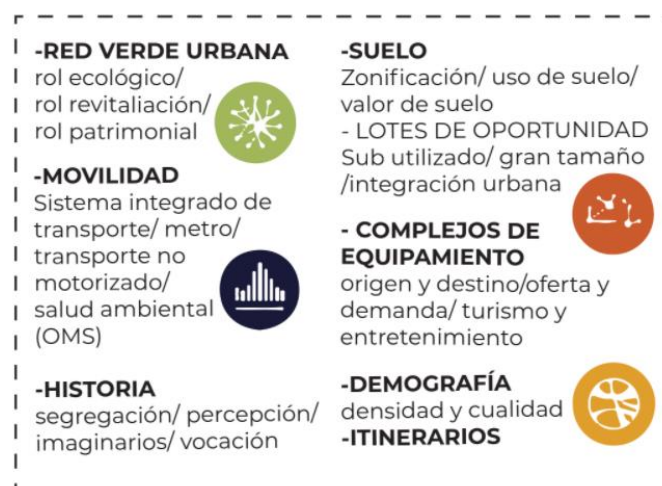 -RED VERDE URBANA
rol ecológico/
rol revitaliación/
rol patrimonial
-MOVILIDAD
Sistema integrado de
transporte/ metro/
transporte no
motorizado/
salud ambiental
(OMS)
-HISTORIA
segregación/ percepción/
imaginarios/ vocación
-SUELO
Zonificación/ uso de suelo/
valor de suelo
- LOTES DE OPORTUNIDAD
Sub utilizado/ gran tamaño
/integración urbana
- COMPLEJOS DE
EQUIPAMIENTO
origen y destino/oferta y
demanda/ turismo y
entretenimiento
-DEMOGRAFÍA
densidad y cualidad
-ITINERARIOS